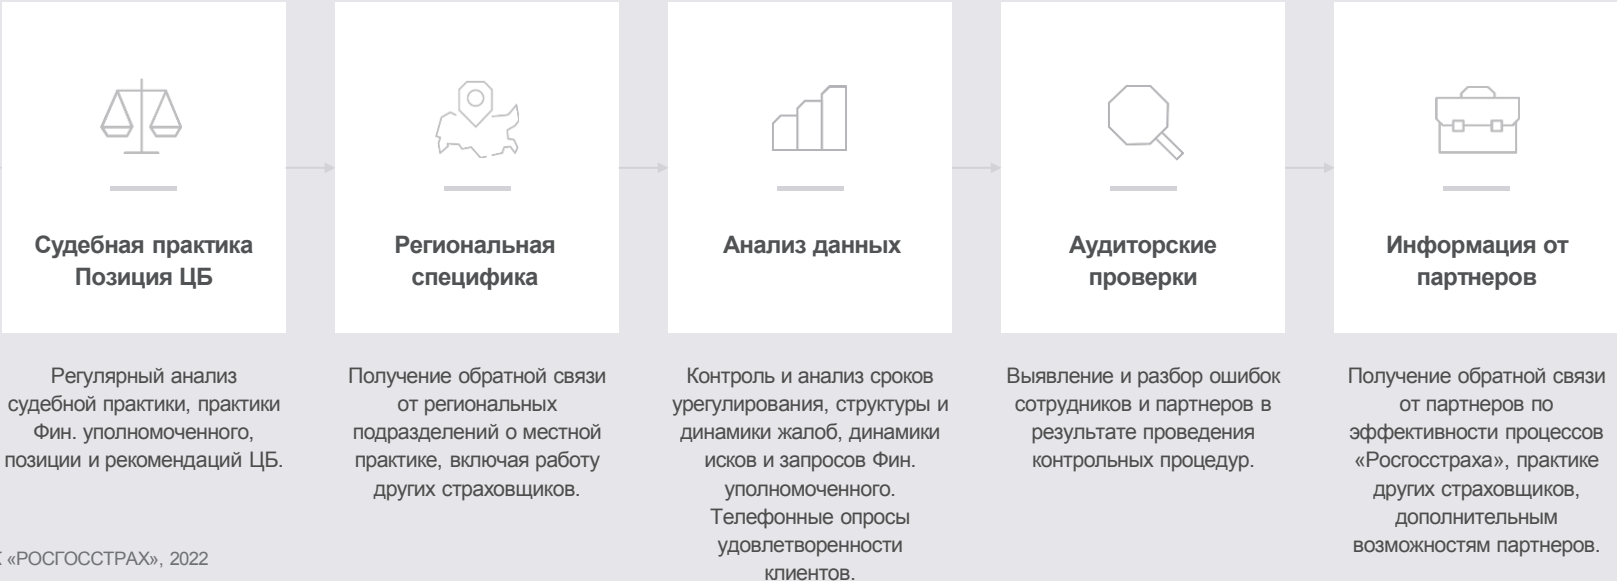 Судебная практика
Позиция ЦБ
Регулярный анализ
судебной практики, практики
Фин. уполномоченного,
позиции и рекомендаций ЦБ.
Региональная
специфика
Получение обратной связи
от региональных
подразделений о местной
практике, включая работу
других страховщиков.
Анализ данных
Контроль и анализ сроков
урегулирования, структуры и
динамики жалоб, динамики
исков и запросов Фин.
уполномоченного.
Телефонные опросы
удовлетворенности
клиентов.
Аудиторские
проверки
Выявление и разбор ошибок
сотрудников и партнеров в
результате проведения
контрольных процедур.
Информация от
партнеров
Получение обратной связи
от партнеров по
эффективности процессов
«Росгосстраха», практике
других страховщиков,
дополнительным
возможностям партнеров.
«РОСГОССТРАХ», 2022